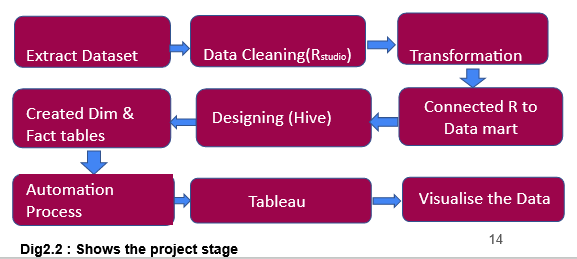 Extract Dataset
Data Cleaning(Rstudio)
Transformation
Connected R to
Data mart
Designing (Hive)
Created Dim &
Fact tables
Automation
Process
Tableau
Visualise the Data
14
Dig2.2 : Shows the project stage